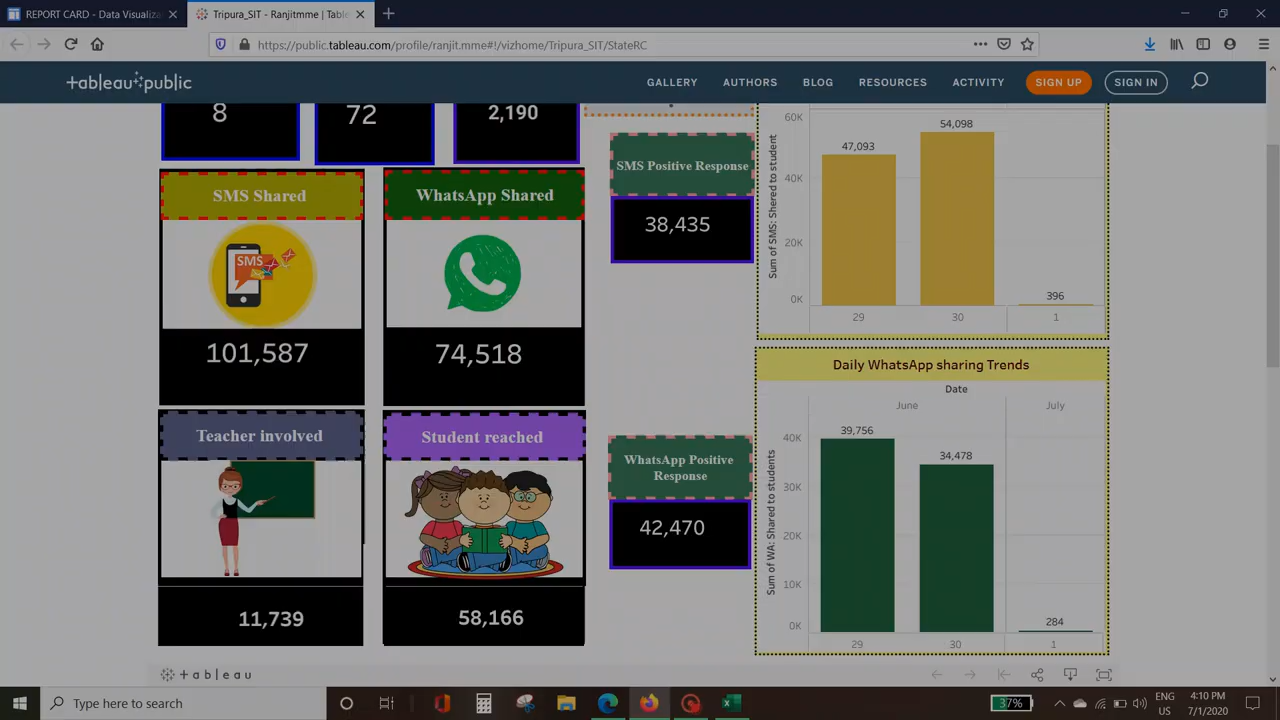 REPORT CARD - Data Visualiza
Tripura_SIT - Ranjitmme | Table
https://public.tableau.com/profile/ranjit.mme#!/vizhome/Tripura_SIT/StateRC
+ableau+public
GALLERY AUTHORS BLOG RESOURCES ACTIVITY SIGN UP SIGN IN
8
72
2,190
SMS Shared
SMS
101,587
WhatsApp Shared
74,518
Teacher involved
11,739
Student reached
58,166
SMS Positive Response
38,435
WhatsApp Positive
Response
42,470
Sum of SMS: Shered to student
60K
40K
20K
0K
47,093
54,098
396
29
30
1
Daily WhatsApp sharing Trends
Date
June
July
Sum of WA: Shared to students
40K
30K
20K
10K
0K
39,756
34,478
284
29
30
1
+ableau
Type here to search
37%
ENG
US
4:10 PM
7/1/2020